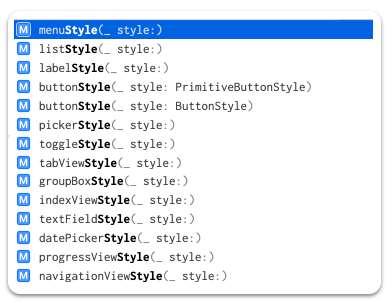 M menuStyle(_ style:)
M listStyle(_ style:)
M labelStyle(_ style:)
M buttonStyle(_ style: PrimitiveButtonStyle)
M buttonStyle(_ style: ButtonStyle)
M pickerStyle(_ style:)
M toggleStyle(_ style:)
M tabViewStyle(_ style:)
M groupBoxStyle(_ style:)
M indexViewStyle(_ style:)
M textFieldStyle(_ style:)
M datePickerStyle(_ style:)
M progressViewStyle(_ style:)
M navigationViewStyle(_ style:)